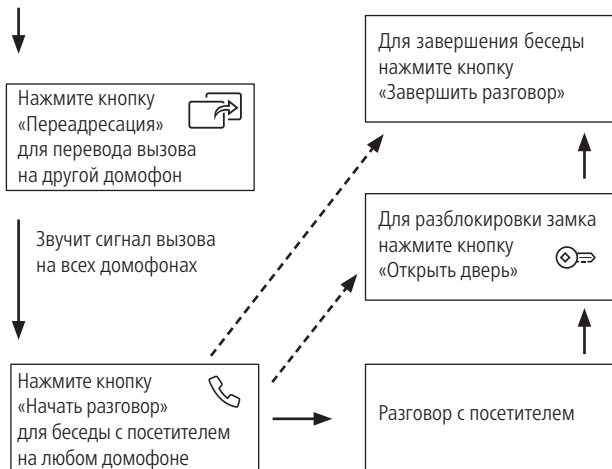 Нажмите кнопку
«Переадресация»
для перевода вызова
на другой домофон
Звучит сигнал вызова
на всех домофонах
Нажмите кнопку
«Начать разговор»
для беседы с посетителем
на любом домофоне
Разговор с посетителем
Для разблокировки замка
нажмите кнопку
«Открыть дверь»
Для завершения беседы
нажмите кнопку
«Завершить разговор»